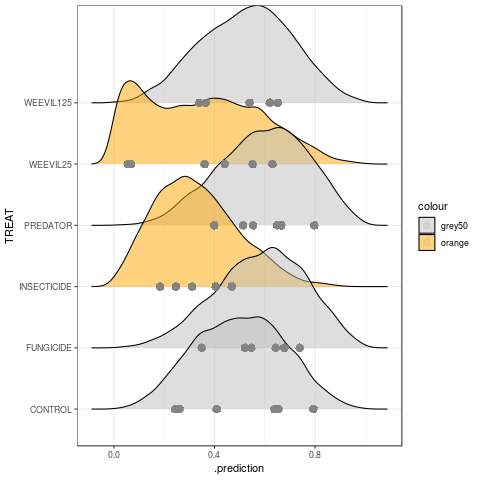 WEEVIL125
WEEVIL25
PREDATOR
INSECTICIDE
FUNGICIDE
CONTROL
TREAT
0.0 0.4 0.8
.prediction
colour
grey50
orange